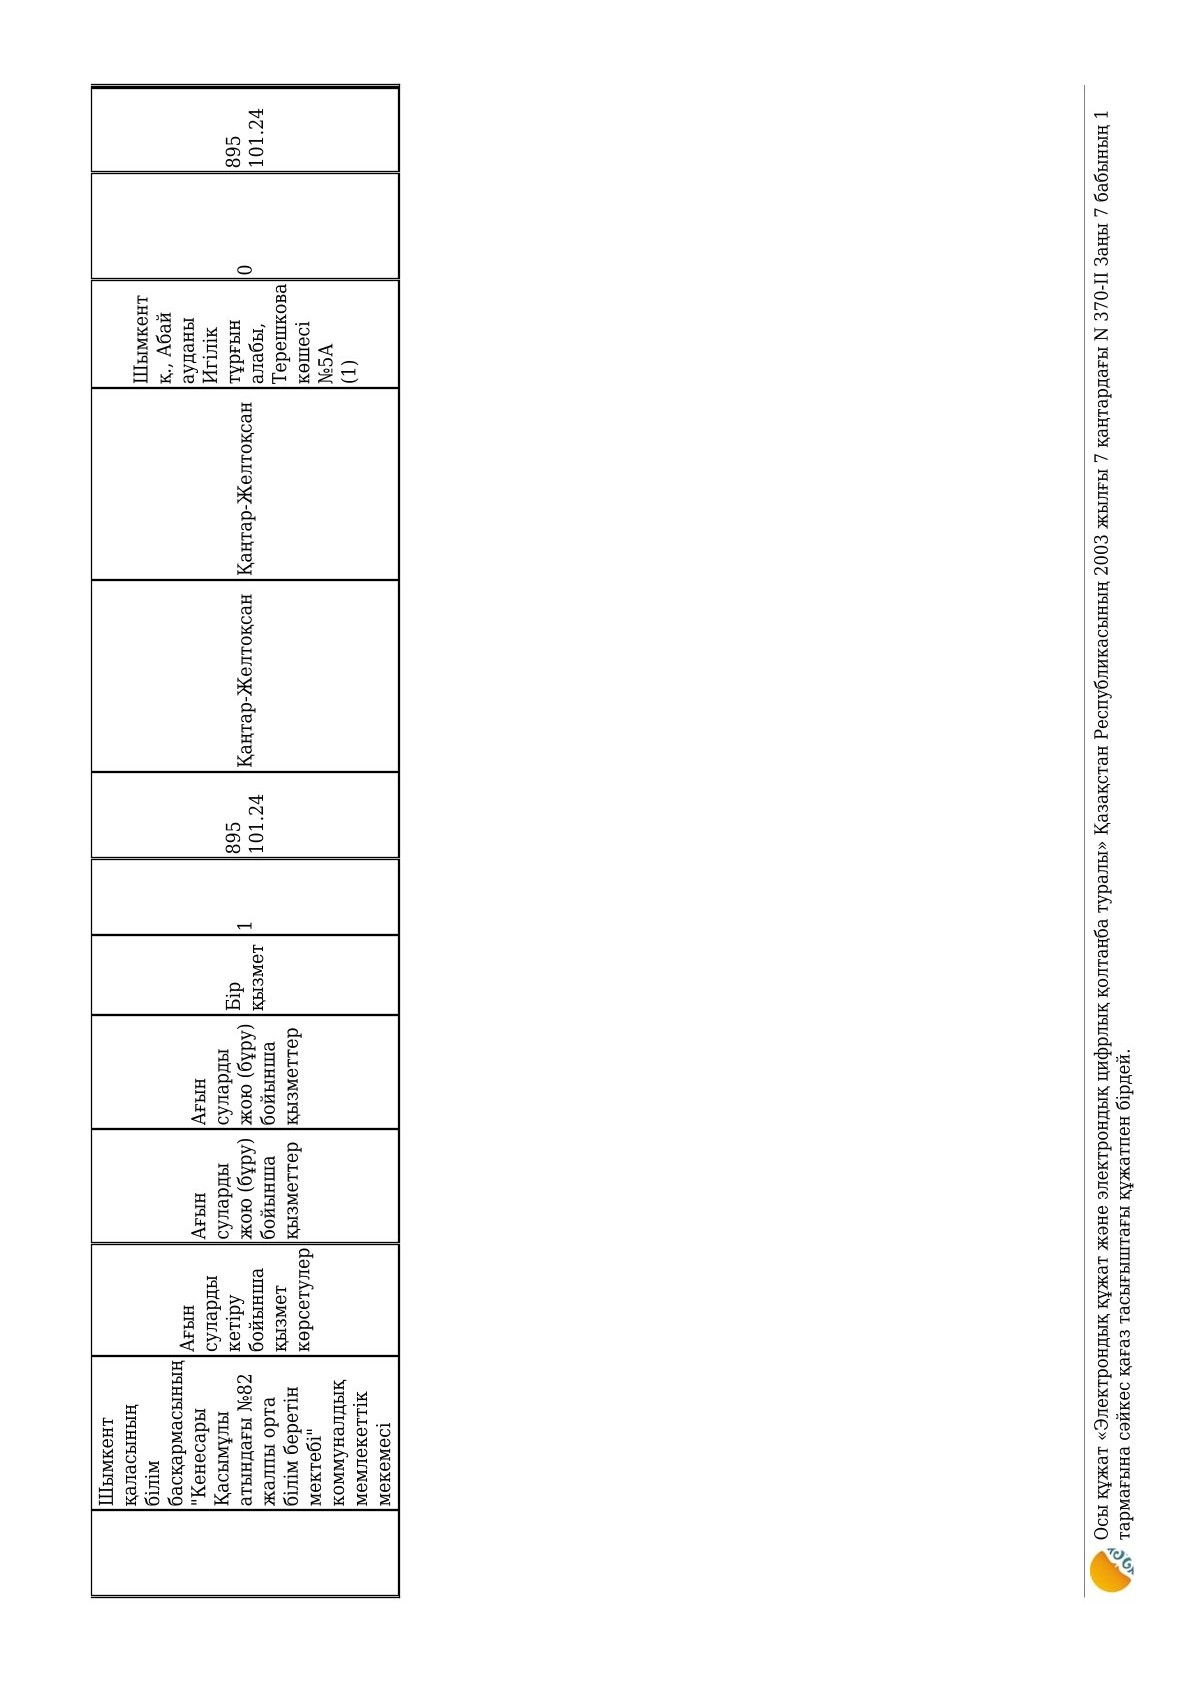 Шымкент
қаласының
білім
басқармасының
"Кенесары
Қасымұлы
атындағы №82
жалпы орта
білім беретін
мектебі"
коммуналдық
мемлекеттік
мекемесі
Ағын
суларды
кетіру
бойынша
қызмет
көрсетулер
Ағын
суларды
жою (бұру)
бойынша
қызметтер
Ағын
суларды
жою (бұру)
бойынша
қызметтер
Бір
қызмет
1
895
101.24
Қаңтар-Желтоқсан
Қаңтар-Желтоқсан
Шымкент
қ., Абай
ауданы
Игілік
тұрғын
алабы,
Терешкова
көшесі
№5А
(1)
0
895
101.24
Осы құжат «Электрондық құжат және электрондық цифрлық қолтаңба туралы» Қазақстан Республикасының 2003 жылғы 7 қаңтардағы N 370-II Заңы 7 бабының 1
тармағына сәйкес қағаз тасығыштағы құжатпен бірдей.